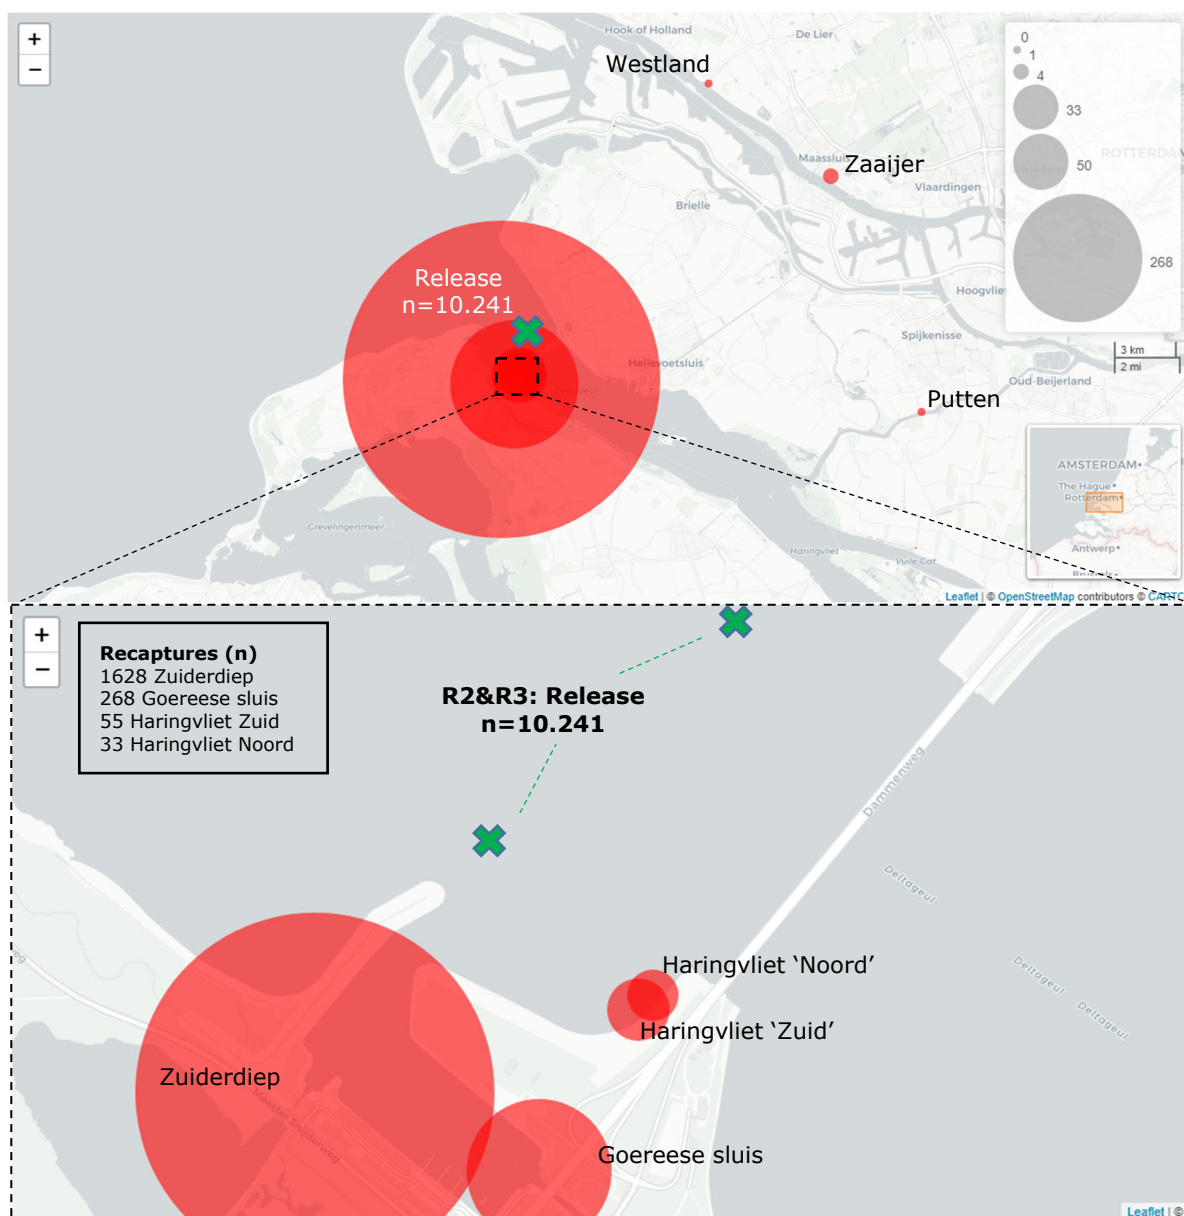 +
−
Hook of Holland
De Lier
Westland
Maassluis
Zaaijer
Vlaardingen
Brielle
0
1
4
33
50
268
ROTTERDAM
Release
n=10.241
Hoogvlie
Spijkenisse
Hellevoetsluis
3 km
2 mi
Oud-Beijerland
Putten
AMSTERDAM
The Hague
Rotterdam
Antwerp
Grevelingenmeer
Haringvliet
Vuile Gat
Leaflet | © OpenStreetMap contributors © CARTO
+
−
Recaptures (n)
1628 Zuiderdiep
268 Goereese sluis
55 Haringvliet Zuid
33 Haringvliet Noord
R2&R3: Release
n=10.241
Dammenweg
Deltageul
Haringvliet ‘Noord’
Deltageul
Deltageul
Haringvliet ‘Zuid’
Zuiderdiep
Meester Snijderweg
Goereese sluis
Leaflet | ©